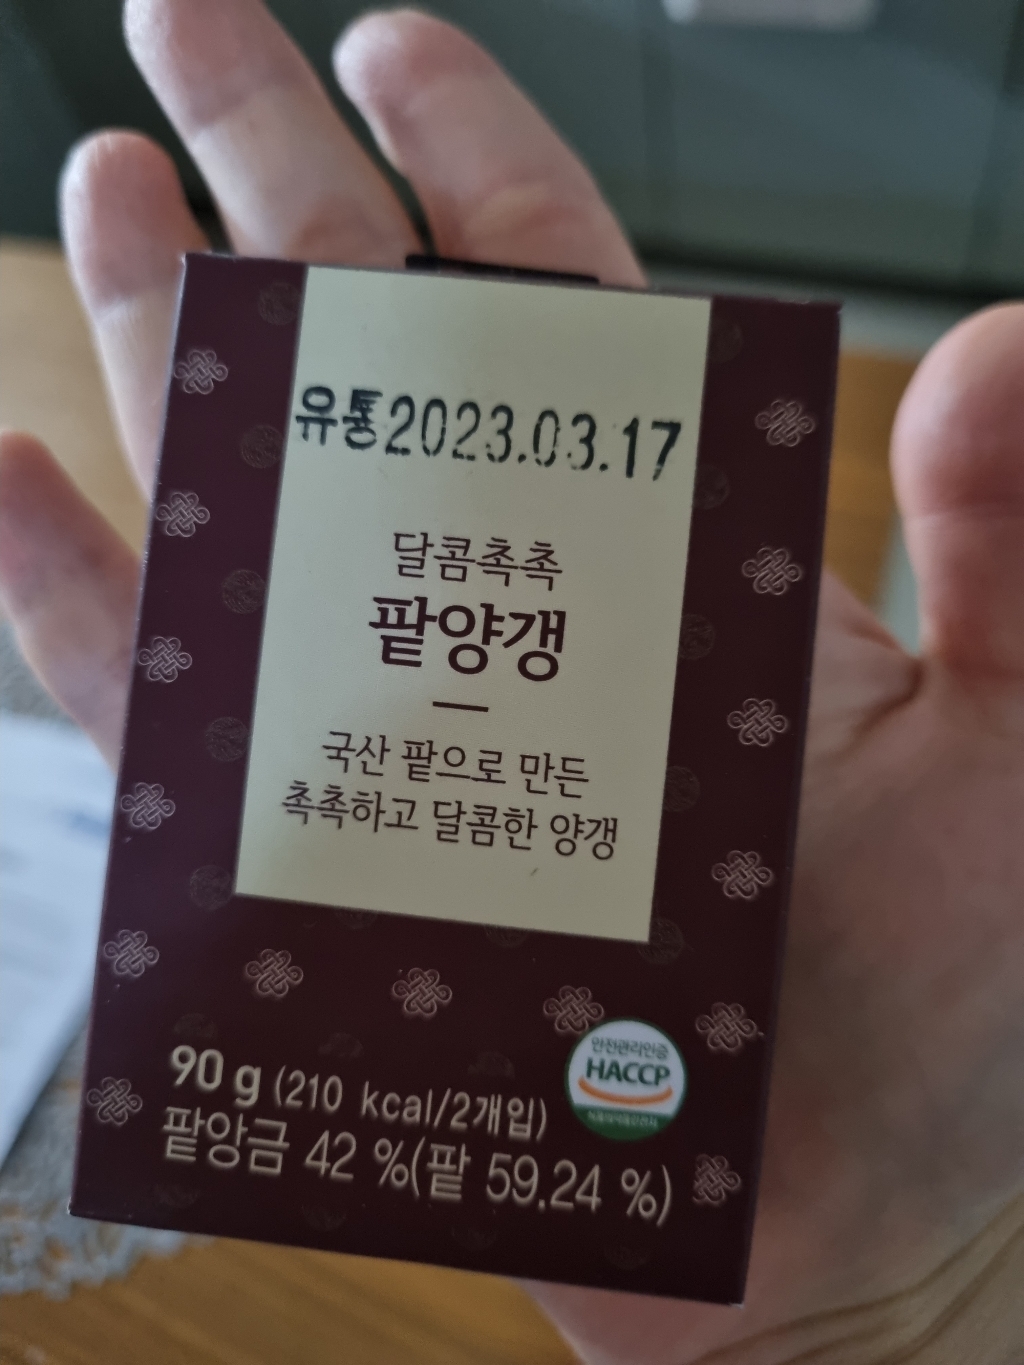 유통2023.03.17
달콤촉촉
팥양갱
국산 팥으로 만든
촉촉하고 달콤한 양갱
안전관리인증
HACCP
90 g (210 kcal/2개입)
팥앙금 42 %(팥 59.24 %)